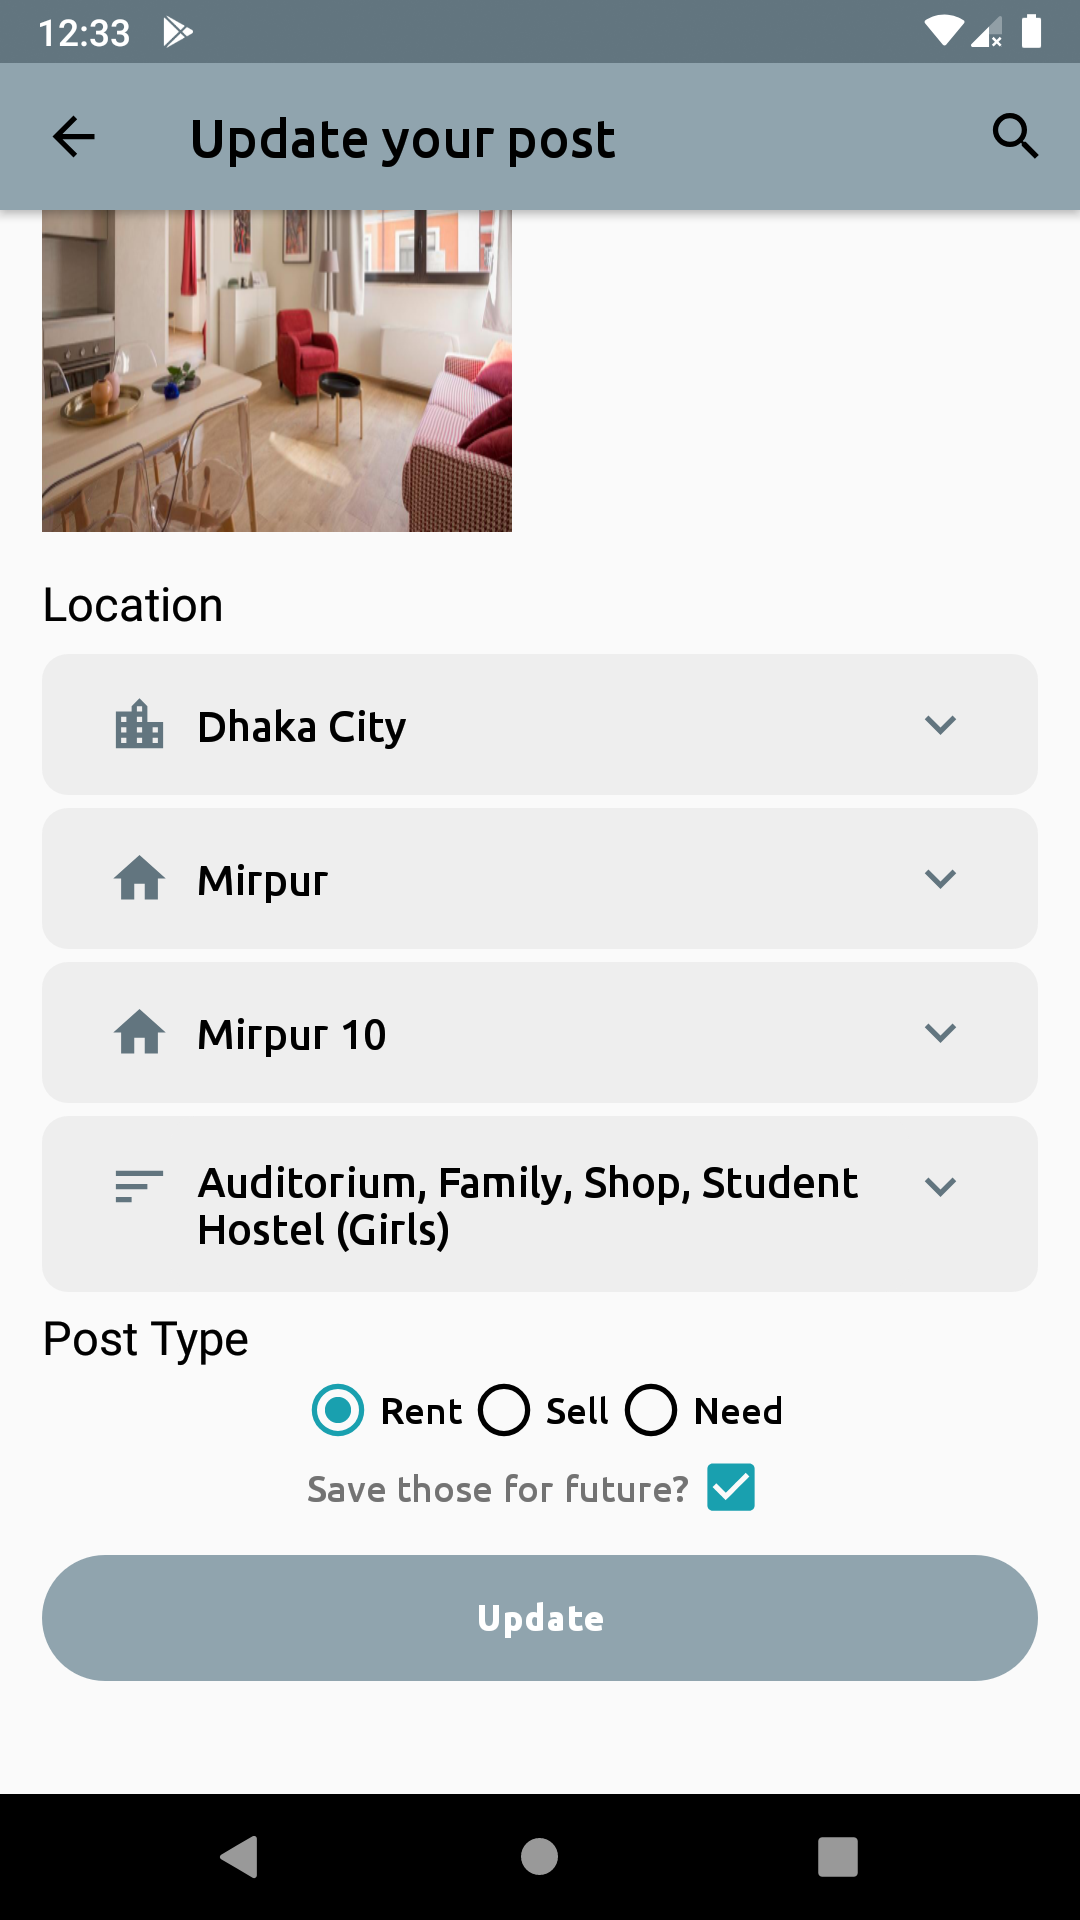 12:33
Update your post
Location
Dhaka City
Mirpur
Mirpur 10
Auditorium, Family, Shop, Student
Hostel (Girls)
Post Type
Rent Sell Need
Save those for future?
Update